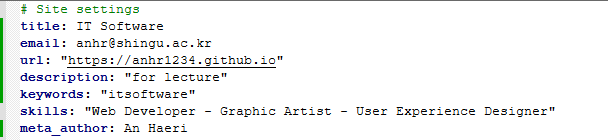 # Site settings
title: IT Software
email: anhr@shingu.ac.kr
url: "https://anhr1234.github.io"
description: "for lecture"
keywords: "itsoftware"
skills: "Web Developer - Graphic Artist - User Experience Designer"
meta_author: An Haeri